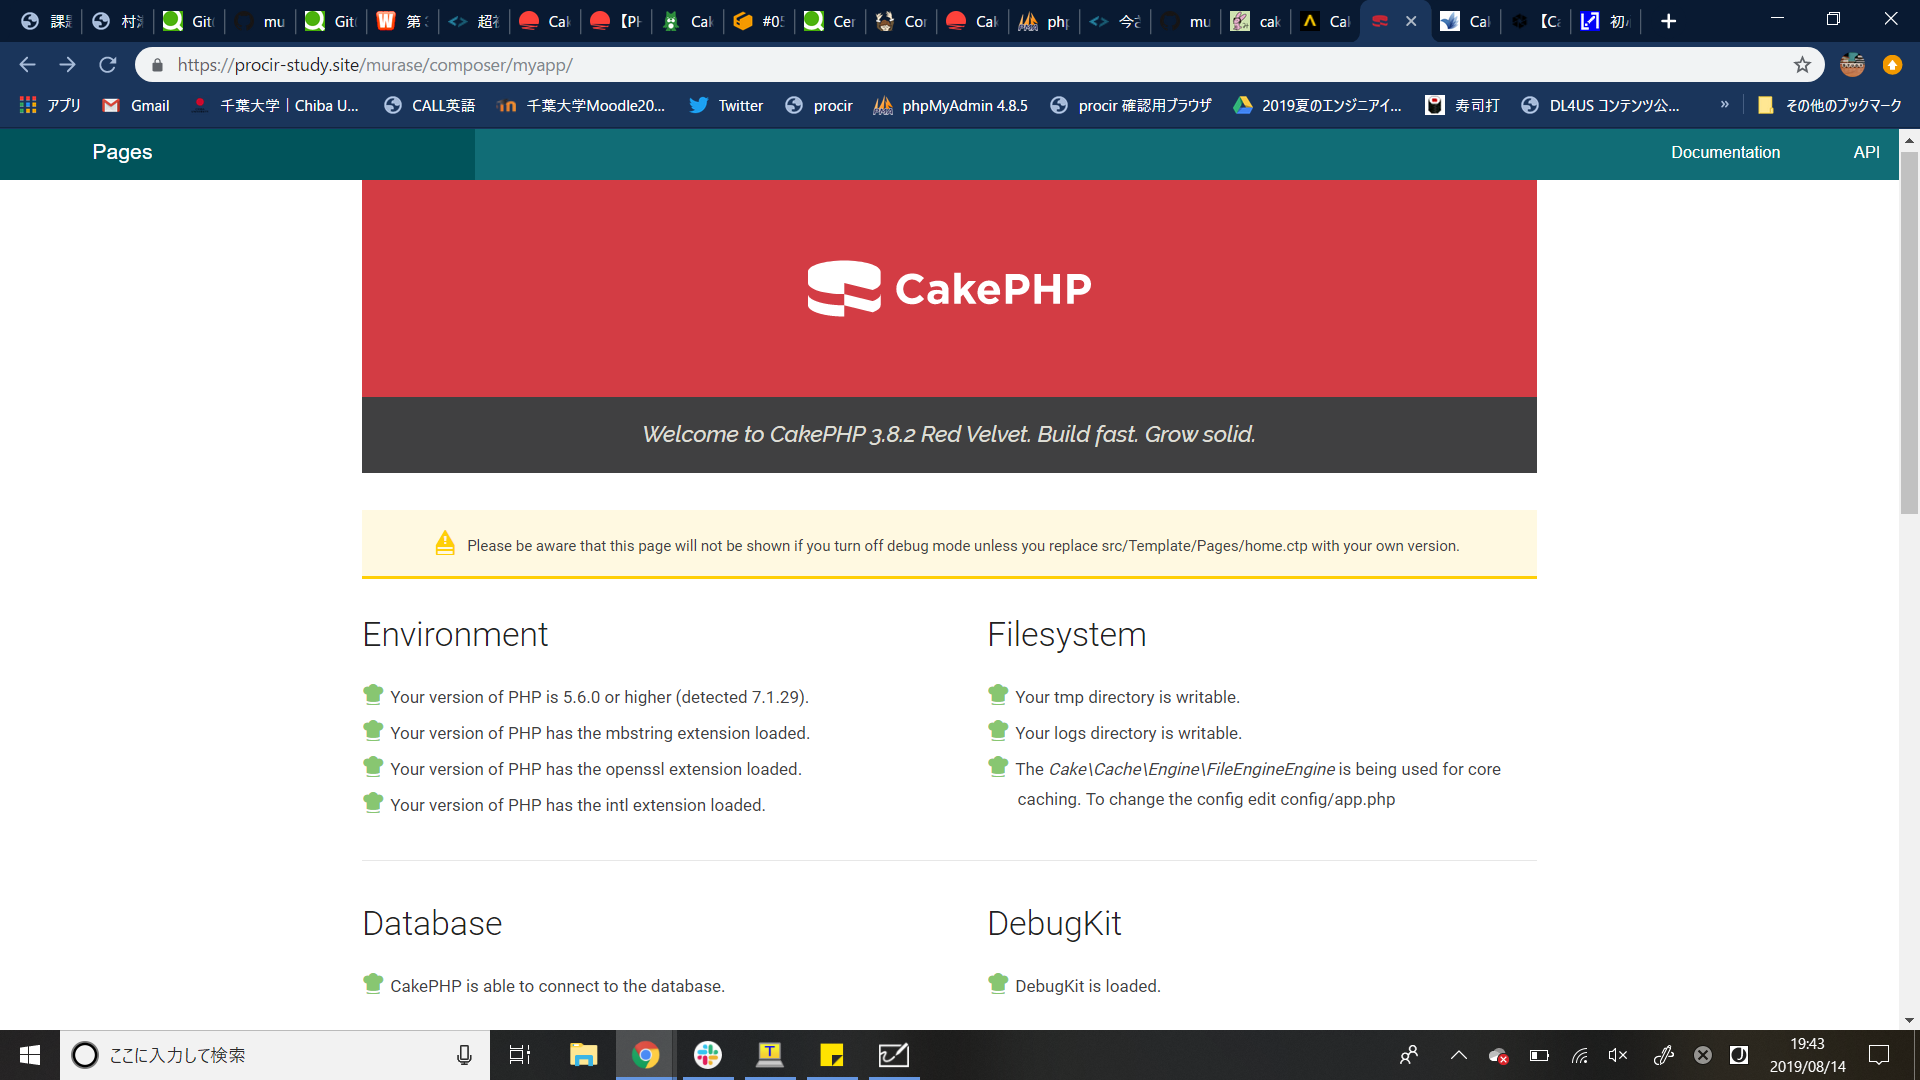 課題
村瀬
Git
mu
Git
第3
超初
Cak
【PH
Cak
#05
Cer
Cor
Cak
php
今さ
mu
cak
Cak
Cak
【Ca
初心
https://procir-study.site/murase/composer/myapp/
アプリ
Gmail
千葉大学 | Chiba U...
CALL英語
千葉大学Moodle20...
Twitter
procir
phpMyAdmin 4.8.5
procir 確認用ブラウザ
2019夏のエンジニアイ...
寿司打
DL4US コンテンツ公...
»
その他のブックマーク
Pages
Documentation
API
CakePHP
Welcome to CakePHP 3.8.2 Red Velvet. Build fast. Grow solid.
Please be aware that this page will not be shown if you turn off debug mode unless you replace src/Template/Pages/home.ctp with your own version.
Environment
Your version of PHP is 5.6.0 or higher (detected 7.1.29).
Your version of PHP has the mbstring extension loaded.
Your version of PHP has the openssl extension loaded.
Your version of PHP has the intl extension loaded.
Filesystem
Your tmp directory is writable.
Your logs directory is writable.
The Cake\Cache\Engine\FileEngineEngine is being used for core
caching. To change the config edit config/app.php
Database
CakePHP is able to connect to the database.
DebugKit
DebugKit is loaded.
ここに入力して検索
19:43
2019/08/14